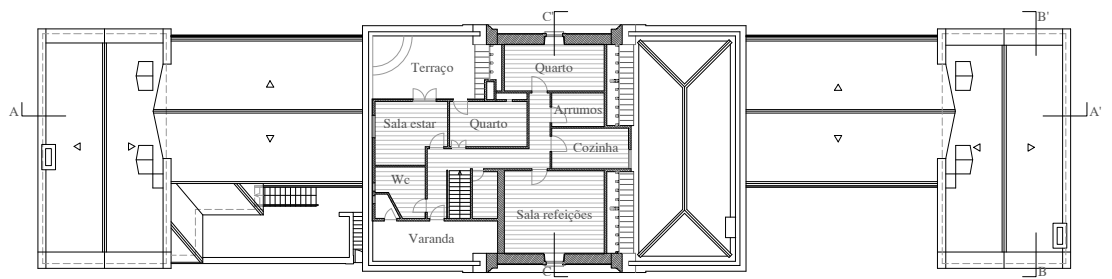 C'
B'
Terraço
Quarto
A
Arrumos
A'
Sala estar
Quarto
Cozinha
Wc
Sala refeições
Varanda
C
B